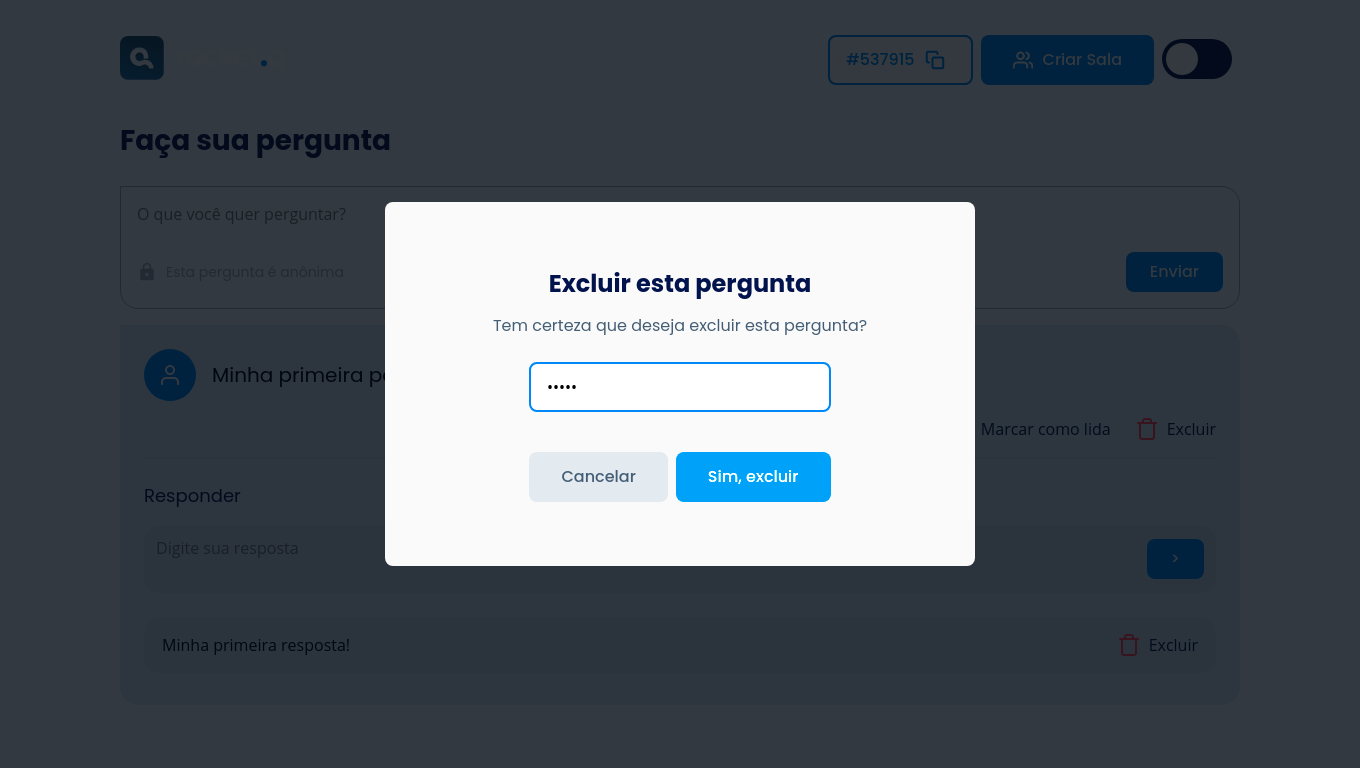 #537915
Criar Sala
Faça sua pergunta
O que você quer perguntar?
Esta pergunta é anônima
Enviar
Excluir esta pergunta
Tem certeza que deseja excluir esta pergunta?
•••••
Cancelar
Sim, excluir
Minha primeira pe
Marcar como lida
Excluir
Responder
Digite sua resposta
Minha primeira resposta!
Excluir